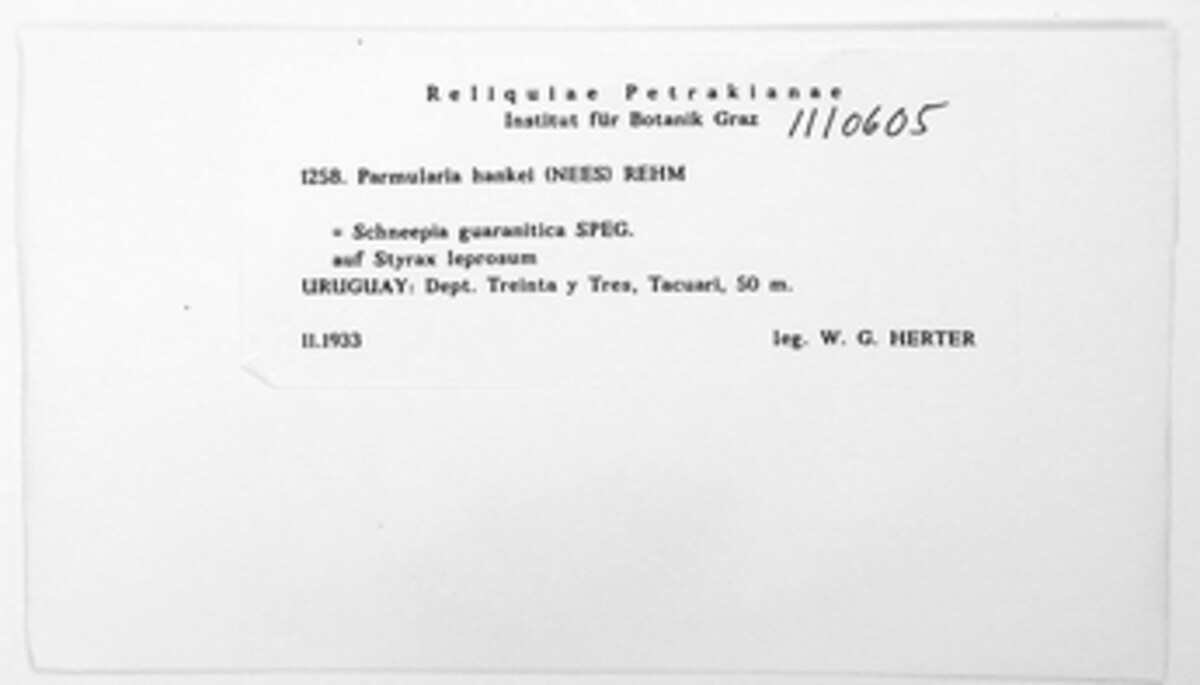 Reliquiae Petrakianae
Institut für Botanik Graz 1110605
1258. Parmularia hankei (NEES) REHM
= Schneepia guaranitica SPEG.
auf Styrax leprosum
URUGUAY: Dept. Treinta y Tres, Tacuari, 50 m.
II.1933 leg. W. G. HERTER